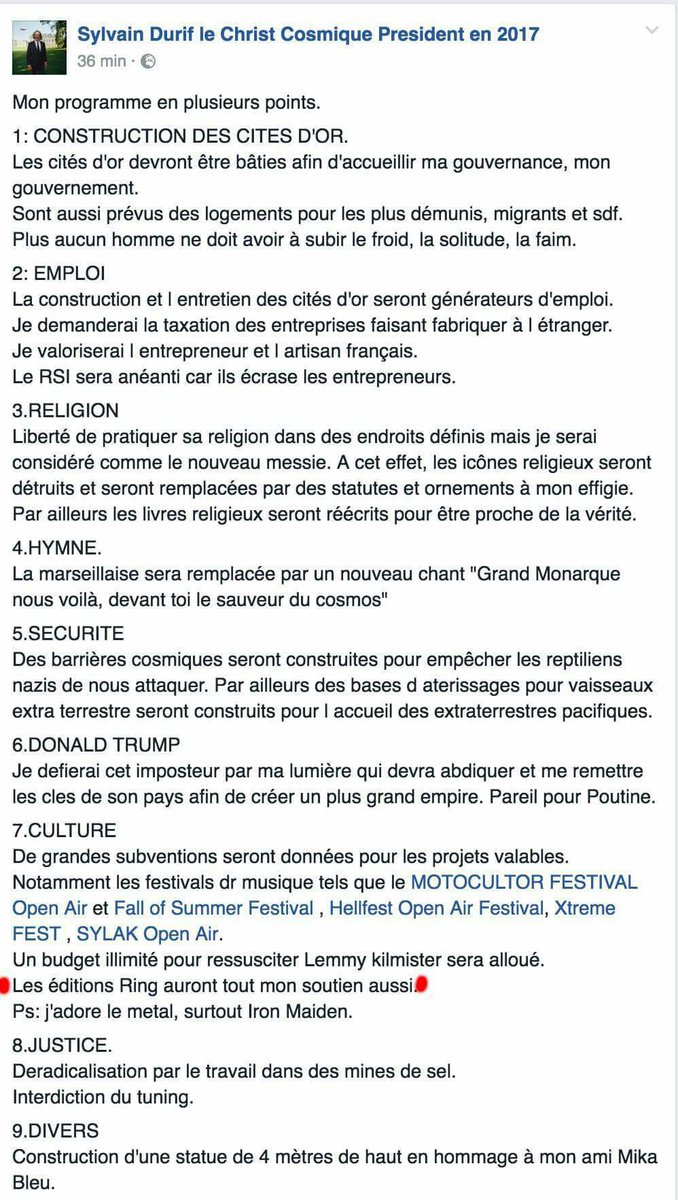 Sylvain Durif le Christ Cosmique President en 2017
36 min ·
Mon programme en plusieurs points.
1: CONSTRUCTION DES CITES D'OR.
Les cités d'or devront être bâties afin d'accueillir ma gouvernance, mon
gouvernement.
Sont aussi prévus des logements pour les plus démunis, migrants et sdf.
Plus aucun homme ne doit avoir à subir le froid, la solitude, la faim.
2: EMPLOI
La construction et l entretien des cités d'or seront générateurs d'emploi.
Je demanderai la taxation des entreprises faisant fabriquer à l étranger.
Je valoriserai l entrepreneur et l artisan français.
Le RSI sera anéanti car ils écrase les entrepreneurs.
3.RELIGION
Liberté de pratiquer sa religion dans des endroits définis mais je serai
considéré comme le nouveau messie. A cet effet, les icônes religieux seront
détruits et seront remplacées par des statutes et ornements à mon effigie.
Par ailleurs les livres religieux seront réécrits pour être proche de la vérité.
4.HYMNE.
La marseillaise sera remplacée par un nouveau chant "Grand Monarque
nous voilà, devant toi le sauveur du cosmos"
5.SECURITE
Des barrières cosmiques seront construites pour empêcher les reptiliens
nazis de nous attaquer. Par ailleurs des bases d aterissages pour vaisseaux
extra terrestre seront construits pour l accueil des extraterrestres pacifiques.
6.DONALD TRUMP
Je defierai cet imposteur par ma lumière qui devra abdiquer et me remettre
les cles de son pays afin de créer un plus grand empire. Pareil pour Poutine.
7.CULTURE
De grandes subventions seront données pour les projets valables.
Notamment les festivals dr musique tels que le MOTOCULTOR FESTIVAL
Open Air et Fall of Summer Festival , Hellfest Open Air Festival, Xtreme
FEST , SYLAK Open Air.
Un budget illimité pour ressusciter Lemmy kilmister sera alloué.
Les éditions Ring auront tout mon soutien aussi.
Ps: j'adore le metal, surtout Iron Maiden.
8.JUSTICE.
Deradicalisation par le travail dans des mines de sel.
Interdiction du tuning.
9.DIVERS
Construction d'une statue de 4 mètres de haut en hommage à mon ami Mika
Bleu.